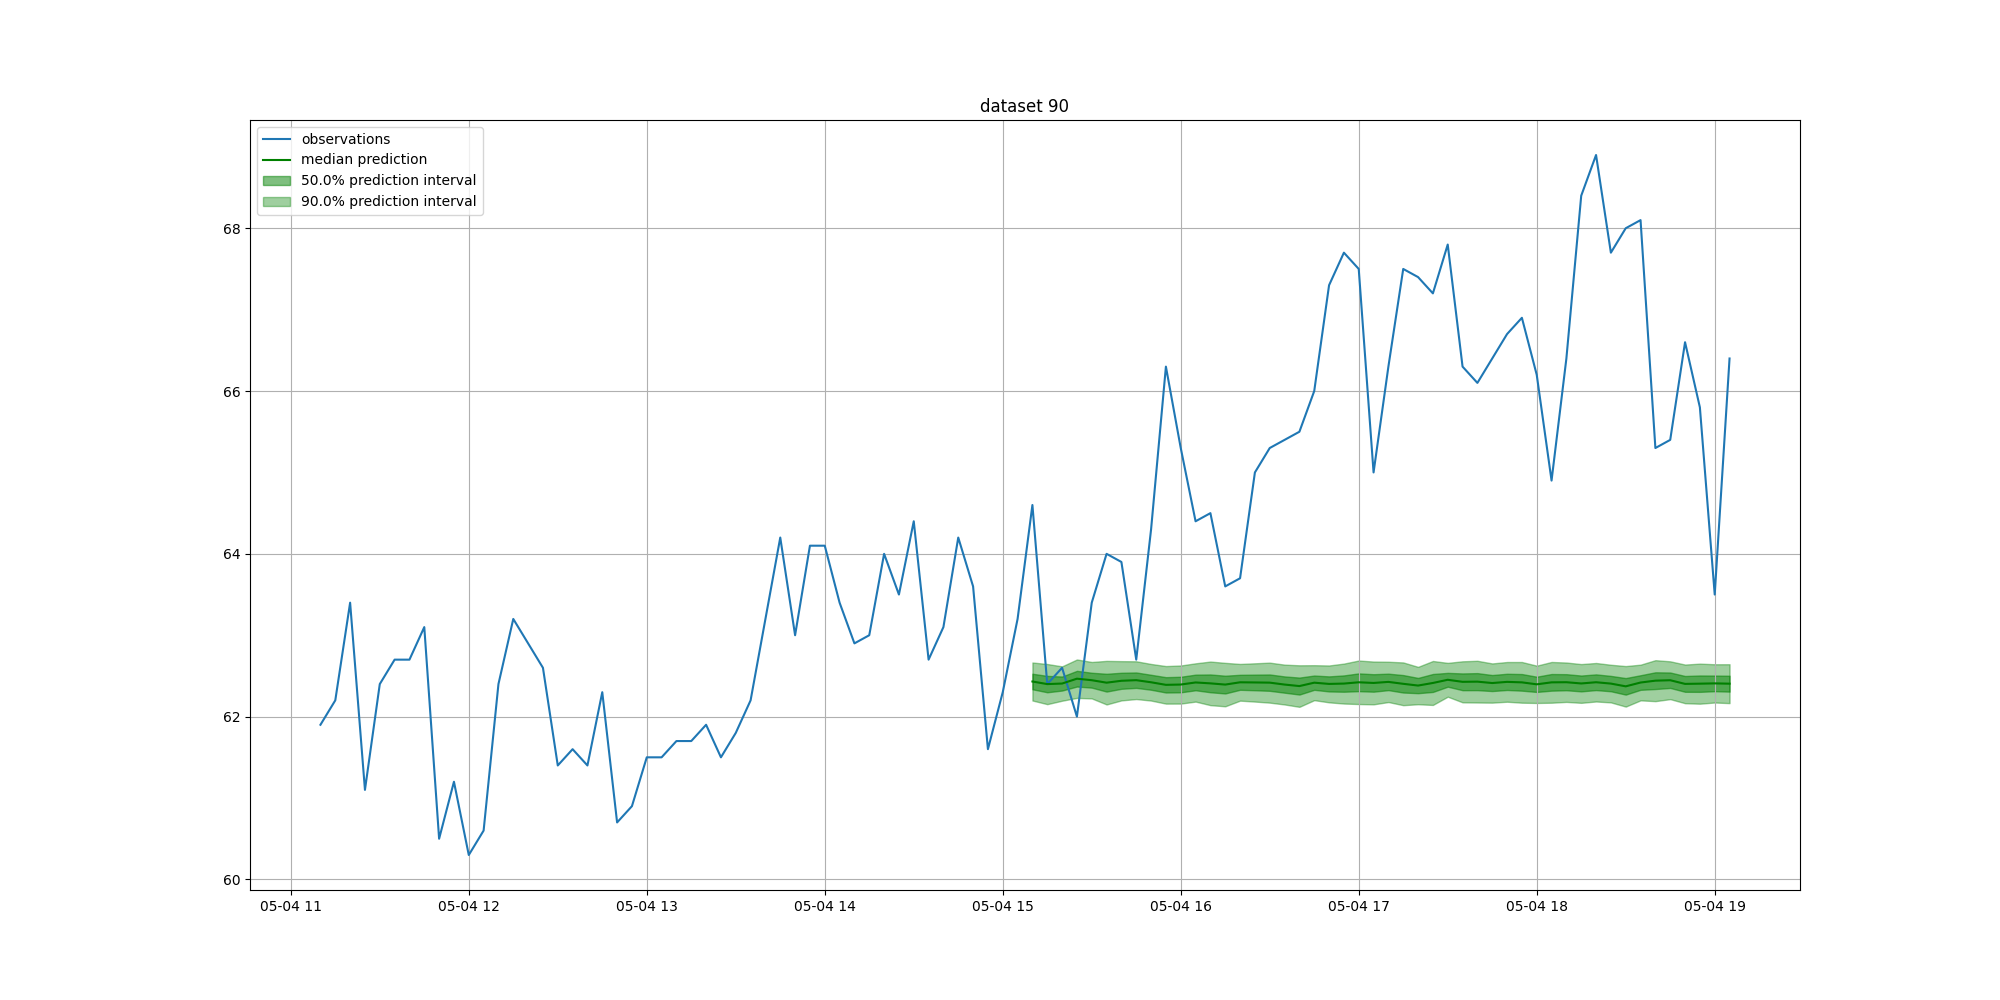 dataset 90
observations
median prediction
50.0% prediction interval
90.0% prediction interval
68
66
64
62
60
05-04 11 05-04 12 05-04 13 05-04 14 05-04 15 05-04 16 05-04 17 05-04 18 05-04 19